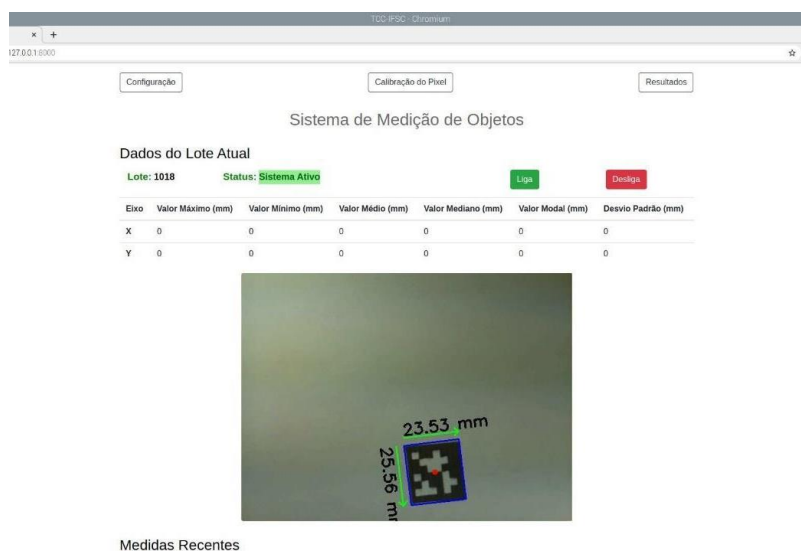 TCC-IFSC - Chromium
× +
127.0.0.1:8000
Configuração Calibração do Pixel Resultados
Sistema de Medição de Objetos
Dados do Lote Atual
Lote: 1018 Status: Sistema Ativo Liga Desliga
Eixo Valor Máximo (mm) Valor Mínimo (mm) Valor Médio (mm) Valor Mediano (mm) Valor Modal (mm) Desvio Padrão (mm)
X 0 0 0 0 0 0
Y 0 0 0 0 0 0
23.53 mm
25.56 m
Medidas Recentes